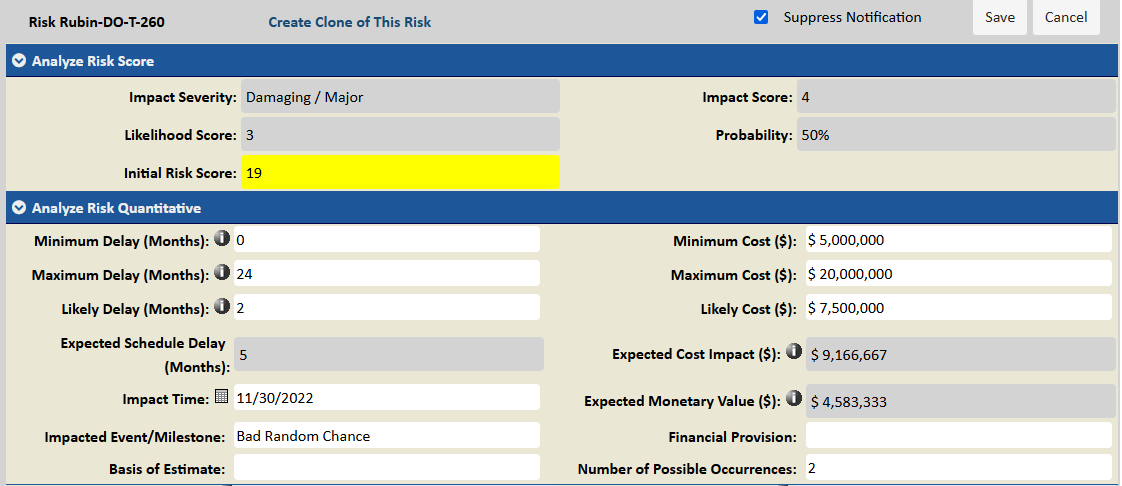 Risk Rubin-DO-T-260 Create Clone of This Risk Suppress Notification Save Cancel
Analyze Risk Score
Impact Severity: Damaging / Major Impact Score: 4
Likelihood Score: 3 Probability: 50%
Initial Risk Score: 19
Analyze Risk Quantitative
Minimum Delay (Months): 0 Minimum Cost ($): $ 5,000,000
Maximum Delay (Months): 24 Maximum Cost ($): $ 20,000,000
Likely Delay (Months): 2 Likely Cost ($): $ 7,500,000
Expected Schedule Delay
(Months): 5 Expected Cost Impact ($): $ 9,166,667
Impact Time: 11/30/2022 Expected Monetary Value ($): $ 4,583,333
Impacted Event/Milestone: Bad Random Chance Financial Provision:
Basis of Estimate: Number of Possible Occurrences: 2